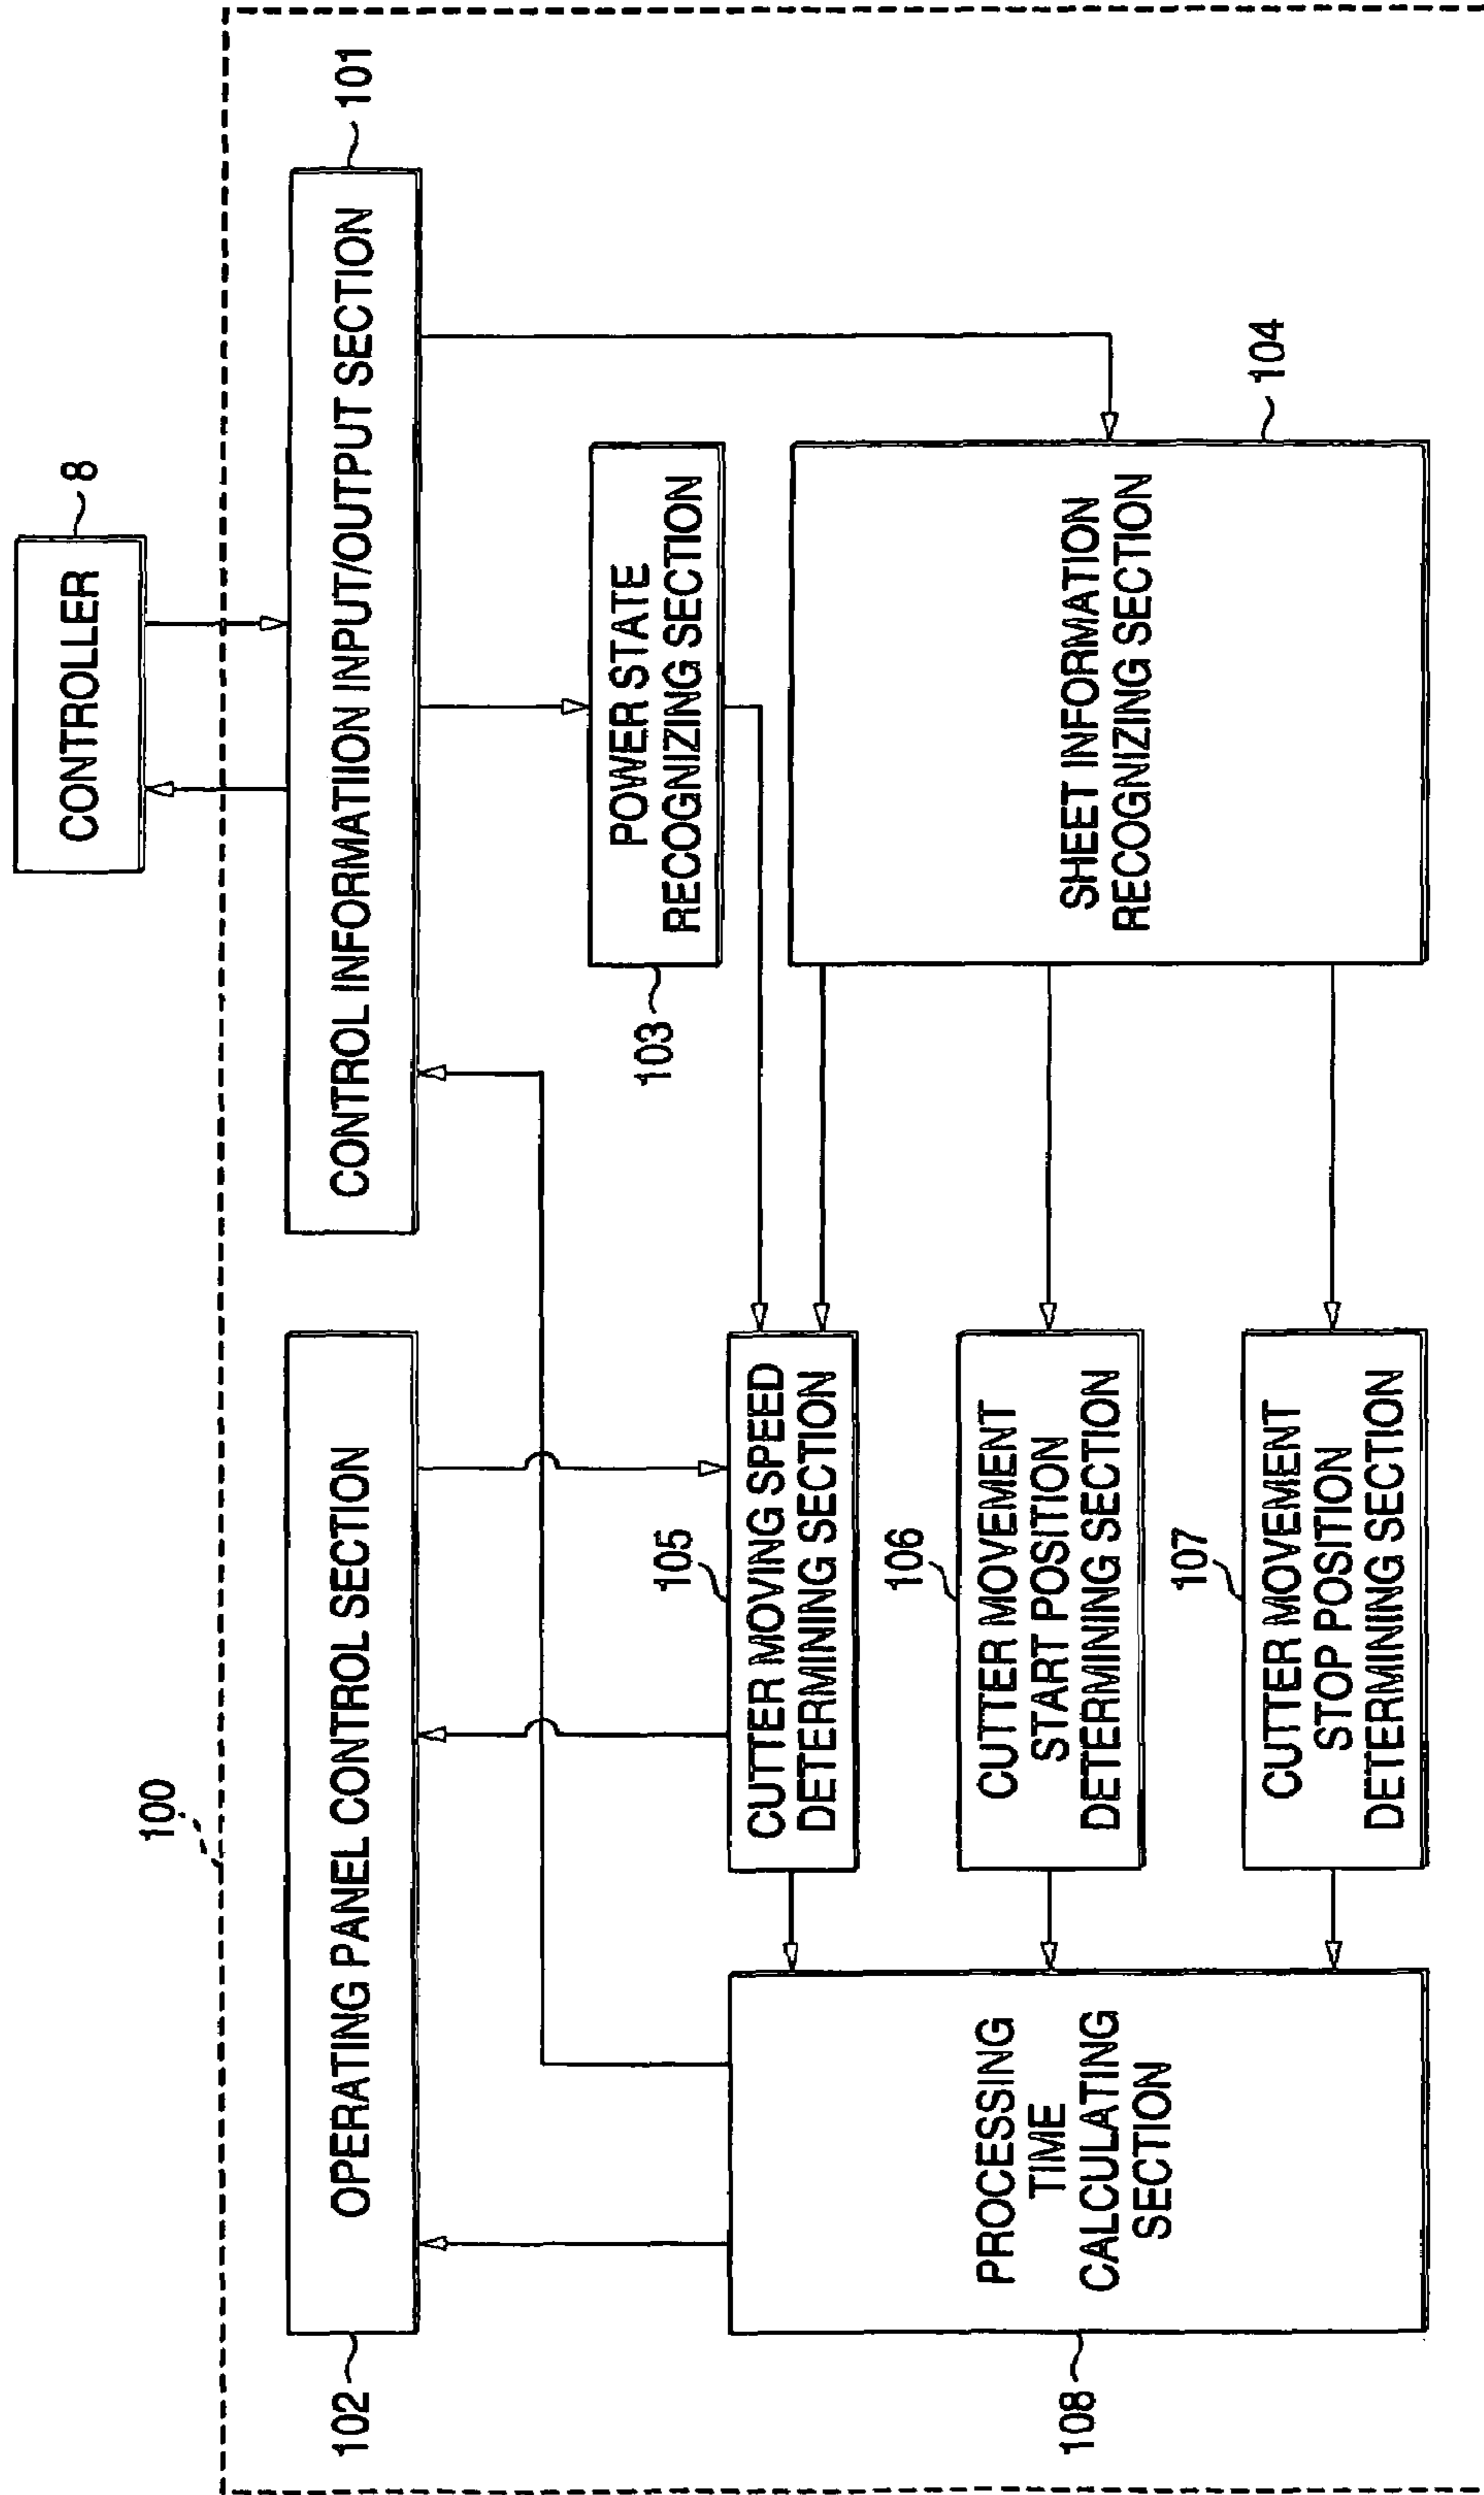 CONTROLLER
8
100
OPERATING PANEL CONTROL SECTION
102
CONTROL INFORMATIION INPUT/OUTPUT SECTION
101
POWER STATE
RECOGNIZING SECTION
103
105
CUTTER MOVING SPEED
DETERMINING SECTION
SHEET INFORMATION
RECOGNIZING SECTION
104
PROCESSING
TIME
CALCULATING
SECTION
108
106
CUTTER MOVEMENT
START POSITION
DETERMINING SECTION
107
CUTTER MOVEMENT
STOP POSITION
DETERMINING SECTION